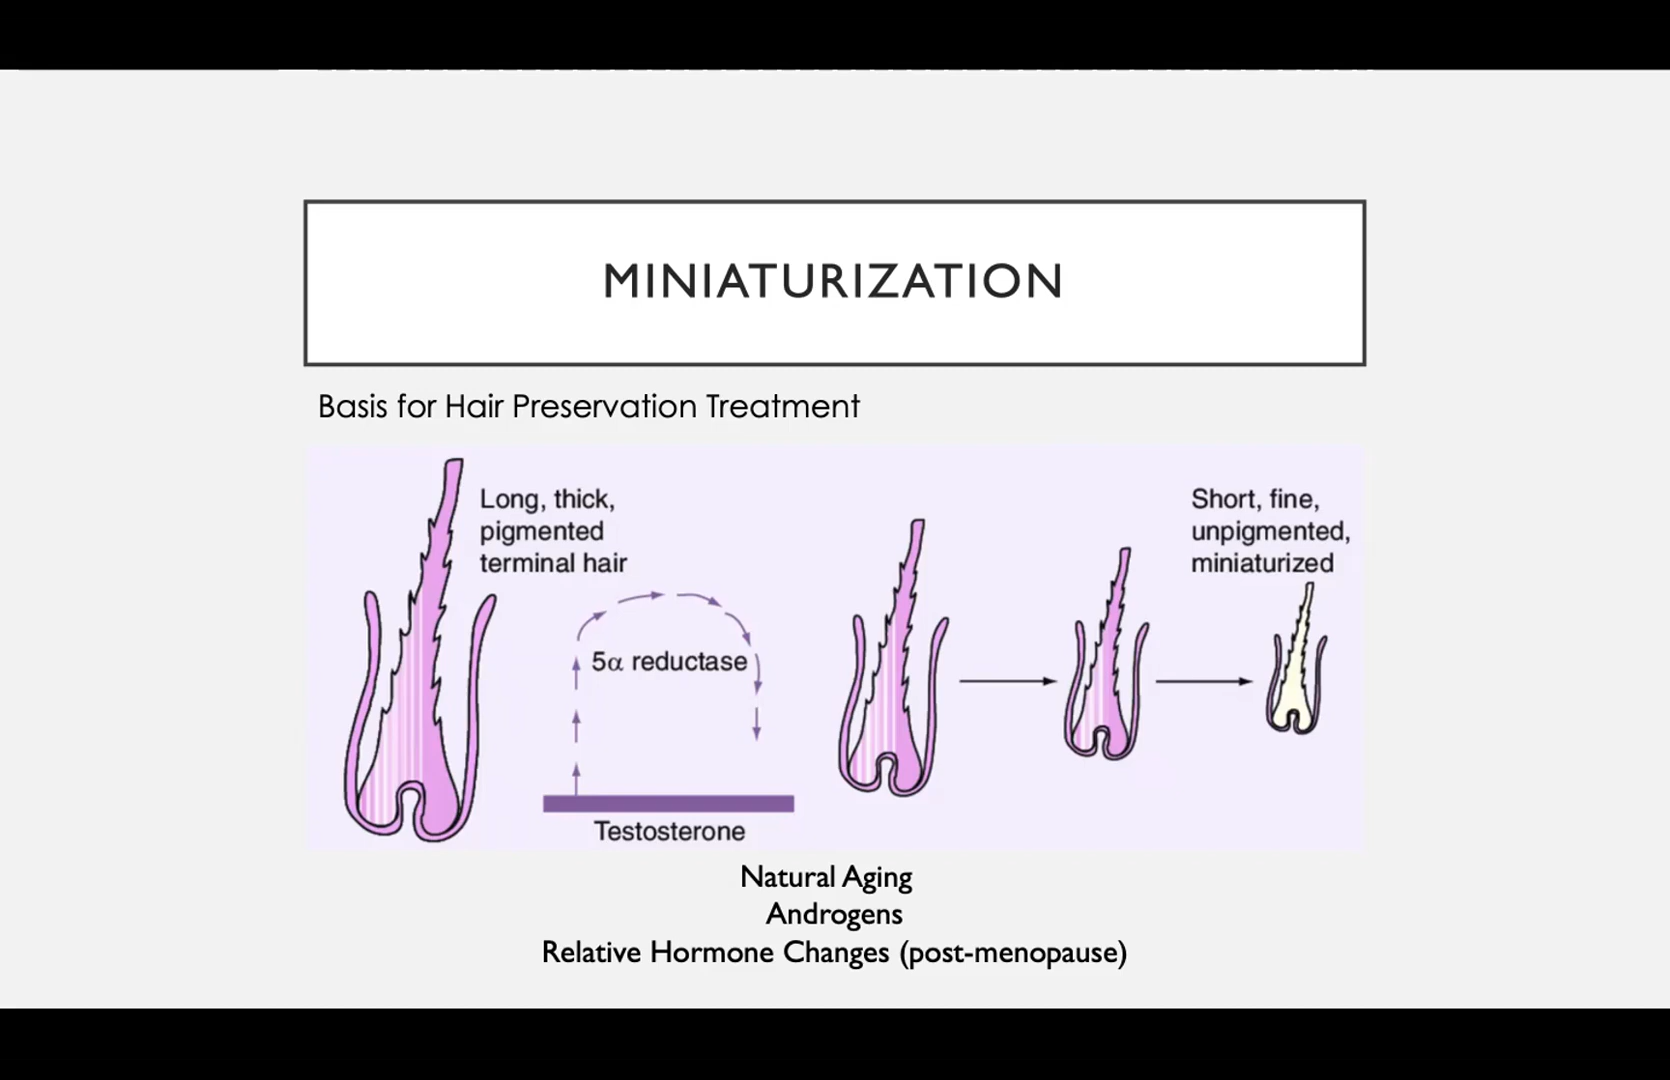 MINIATURIZATION
Basis for Hair Preservation Treatment
Long, thick,
pigmented
terminal hair
5α reductase
Testosterone
Short, fine,
unpigmented,
miniaturized
Natural Aging
Androgens
Relative Hormone Changes (post-menopause)